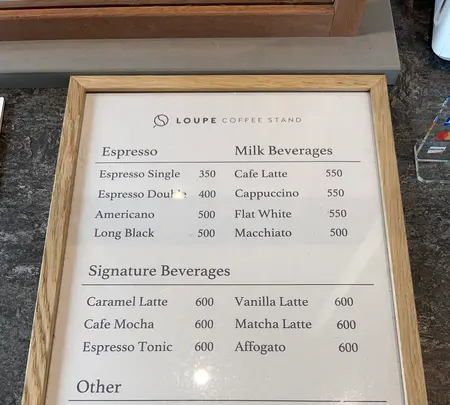 LOUPE COFFEE STAND
Espresso Milk Beverages
Espresso Single 350 Cafe Latte 550
Espresso Double 400 Cappuccino 550
Americano 500 Flat White 550
Long Black 500 Macchiato 500
Signature Beverages
Caramel Latte 600 Vanilla Latte 600
Cafe Mocha 600 Matcha Latte 600
Espresso Tonic 600 Affogato 600
Other